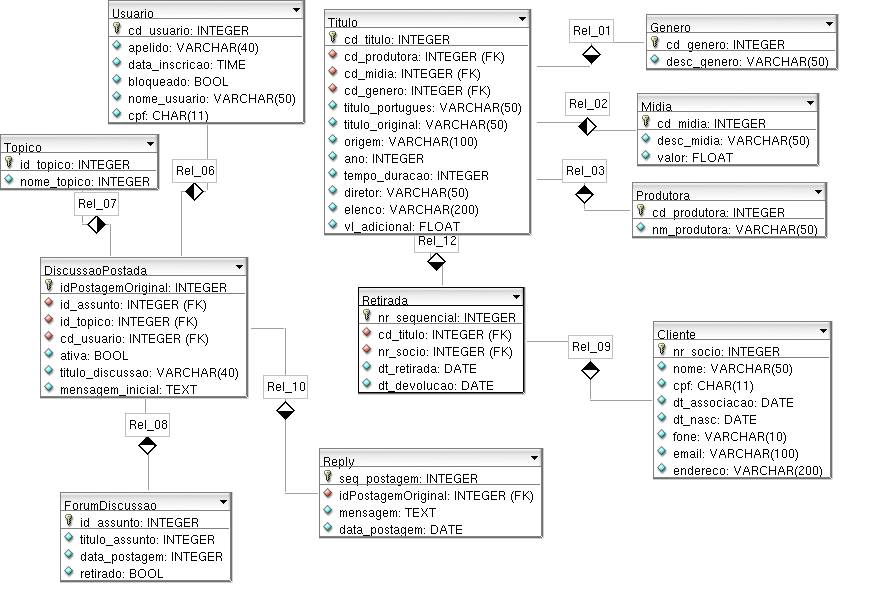 Usuario
cd_usuario: INTEGER
apelido: VARCHAR(40)
data_inscricao: TIME
bloqueado: BOOL
nome_usuario: VARCHAR(50)
cpf: CHAR(11)
Titulo
cd_titulo: INTEGER
cd_produtora: INTEGER (FK)
cd_midia: INTEGER (FK)
cd_genero: INTEGER (FK)
titulo_portugues: VARCHAR(50)
titulo_original: VARCHAR(50)
origem: VARCHAR(100)
ano: INTEGER
tempo_duracao: INTEGER
diretor: VARCHAR(50)
elenco: VARCHAR(200)
vl_adicional: FLOAT
Rel_01
Genero
cd_genero: INTEGER
desc_genero: VARCHAR(50)
Rel_02
Midia
cd_midia: INTEGER
desc_midia: VARCHAR(50)
valor: FLOAT
Rel_03
Produtora
cd_produtora: INTEGER
nm_produtora: VARCHAR(50)
Topico
id_topico: INTEGER
nome_topico: INTEGER
Rel_06
Rel_07
Rel_12
DiscussaoPostada
idPostagemOriginal: INTEGER
id_assunto: INTEGER (FK)
id_topico: INTEGER (FK)
cd_usuario: INTEGER (FK)
ativa: BOOL
titulo_discussao: VARCHAR(40)
mensagem_inicial: TEXT
Retirada
nr_sequencial: INTEGER
cd_titulo: INTEGER (FK)
nr_socio: INTEGER (FK)
dt_retirada: DATE
dt_devolucao: DATE
Rel_09
Cliente
nr_socio: INTEGER
nome: VARCHAR(50)
cpf: CHAR(11)
dt_associacao: DATE
dt_nasc: DATE
fone: VARCHAR(10)
email: VARCHAR(100)
endereco: VARCHAR(200)
Rel_10
Rel_08
Reply
seq_postagem: INTEGER
idPostagemOriginal: INTEGER (FK)
mensagem: TEXT
data_postagem: DATE
ForumDiscussao
id_assunto: INTEGER
titulo_assunto: INTEGER
data_postagem: INTEGER
retirado: BOOL